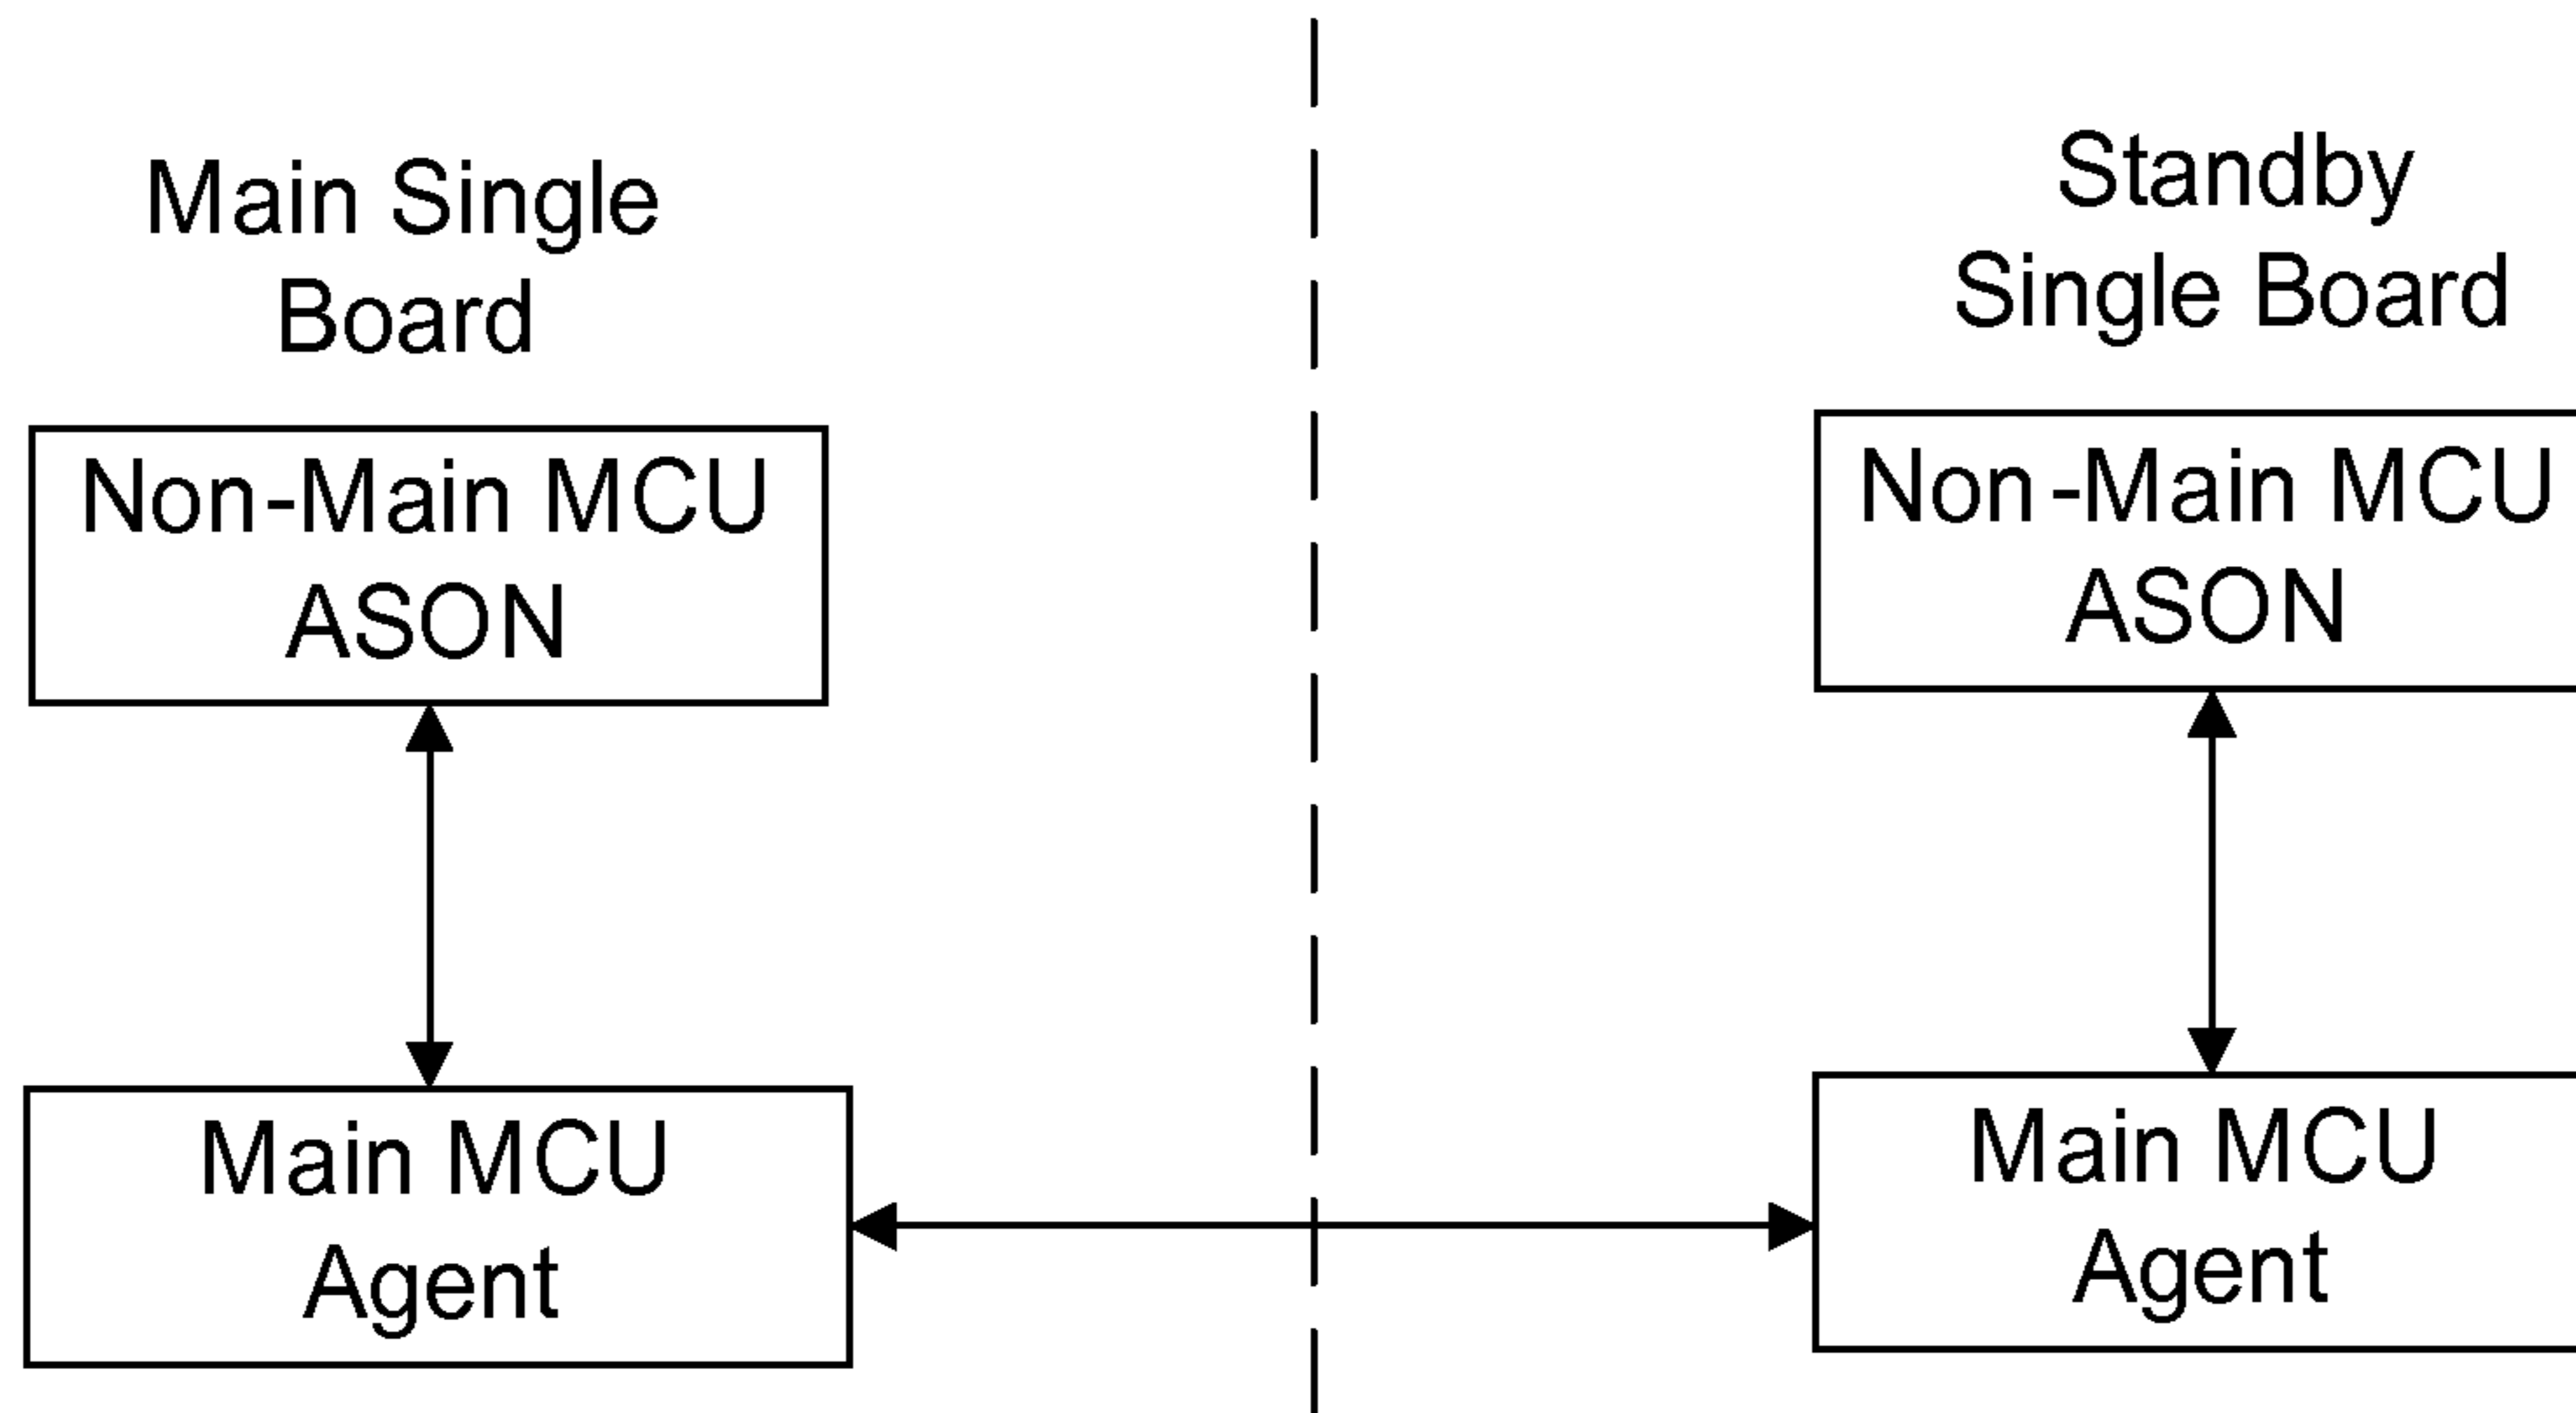 Main Single
Board
Non-Main MCU
ASON
Main MCU
Agent
Standby
Single Board
Non-Main MCU
ASON
Main MCU
Agent